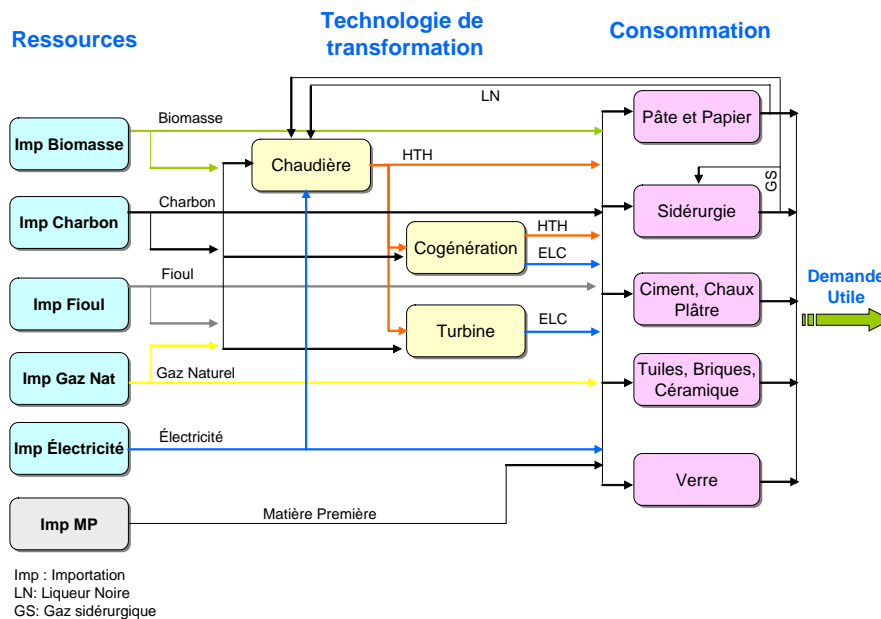 Ressources
Technologie de
transformation
Consommation
LN
Biomasse
Imp Biomasse
Chaudière
HTH
Pâte et Papier
GS
Charbon
Imp Charbon
Cogénération
HTH
ELC
Sidérurgie
Fioul
Imp Fioul
Turbine
ELC
Ciment, Chaux
Plâtre
Demande
Utile
Imp Gaz Nat
Gaz Naturel
Tuiles, Briques,
Céramique
Électricité
Imp Électricité
Verre
Imp MP
Matière Première
Imp : Importation
LN: Liqueur Noire
GS: Gaz sidérurgique